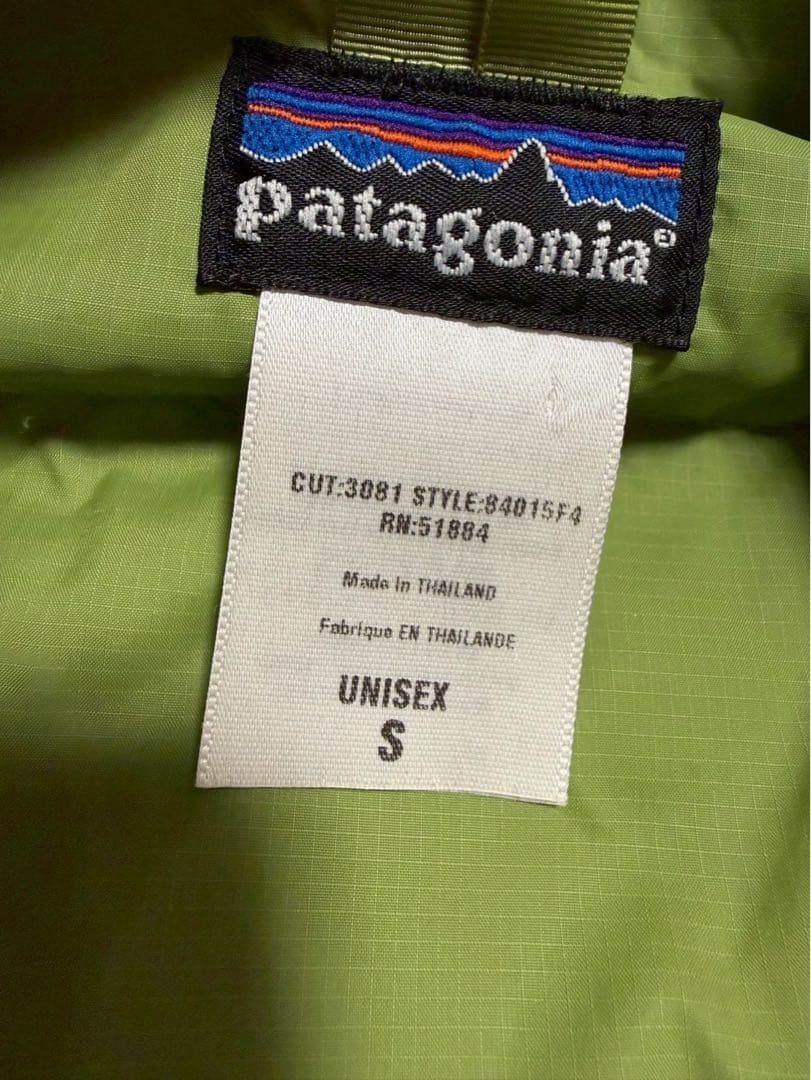 patagonia®
CUT:3081 STYLE:84015F4
RN:51884
Made in THAILAND
Fabrique EN THAILANDE
UNISEX
S